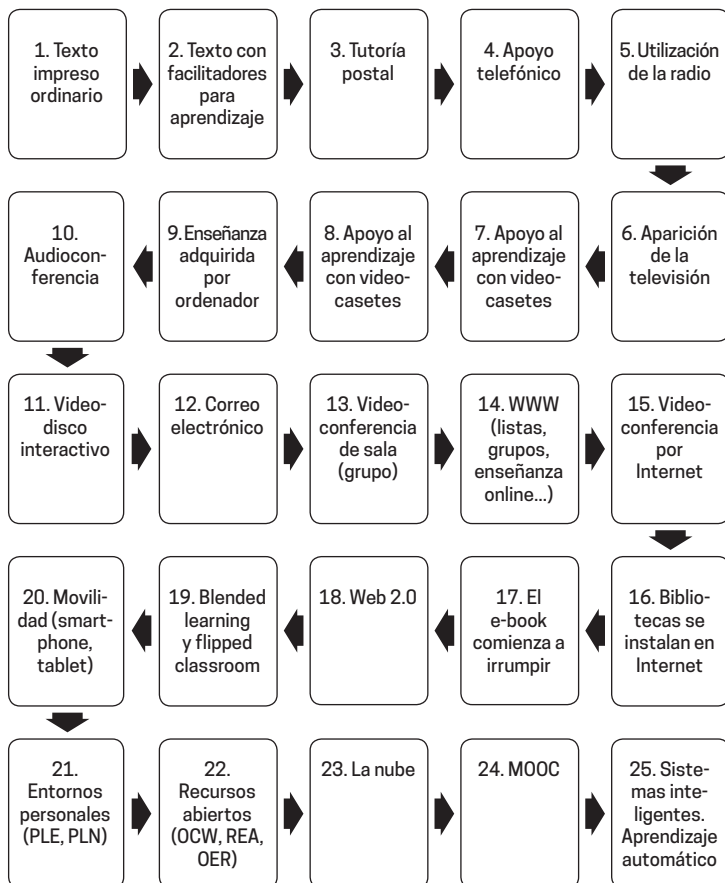 1. Texto
impreso
ordinario
2. Texto con
facilitadores
para
aprendizaje
3. Tutoría
postal
4. Apoyo
telefónico
5. Utilización
de la radio
6. Aparición
de la
televisión
7. Apoyo al
aprendizaje
con video-
casetes
8. Apoyo al
aprendizaje
con video-
casetes
9. Enseñanza
adquirida
por
ordenador
10.
Audiocon-
ferencia
11. Video-
disco
interactivo
12. Correo
electrónico
13. Video-
conferencia
de sala
(grupo)
14. WWW
(listas,
grupos,
enseñanza
online...)
15. Video-
conferencia
por
Internet
16. Biblio-
tecas se
instalan en
Internet
17. El
e-book
comienza a
irrumpir
18. Web 2.0
19. Blended
learning
y flipped
classroom
20. Movili-
dad (smart-
phone,
tablet)
21.
Entornos
personales
(PLE, PLN)
22.
Recursos
abiertos
(OCW, REA,
OER)
23. La nube
24. MOOC
25. Siste-
mas inte-
ligentes.
Aprendizaje
automático